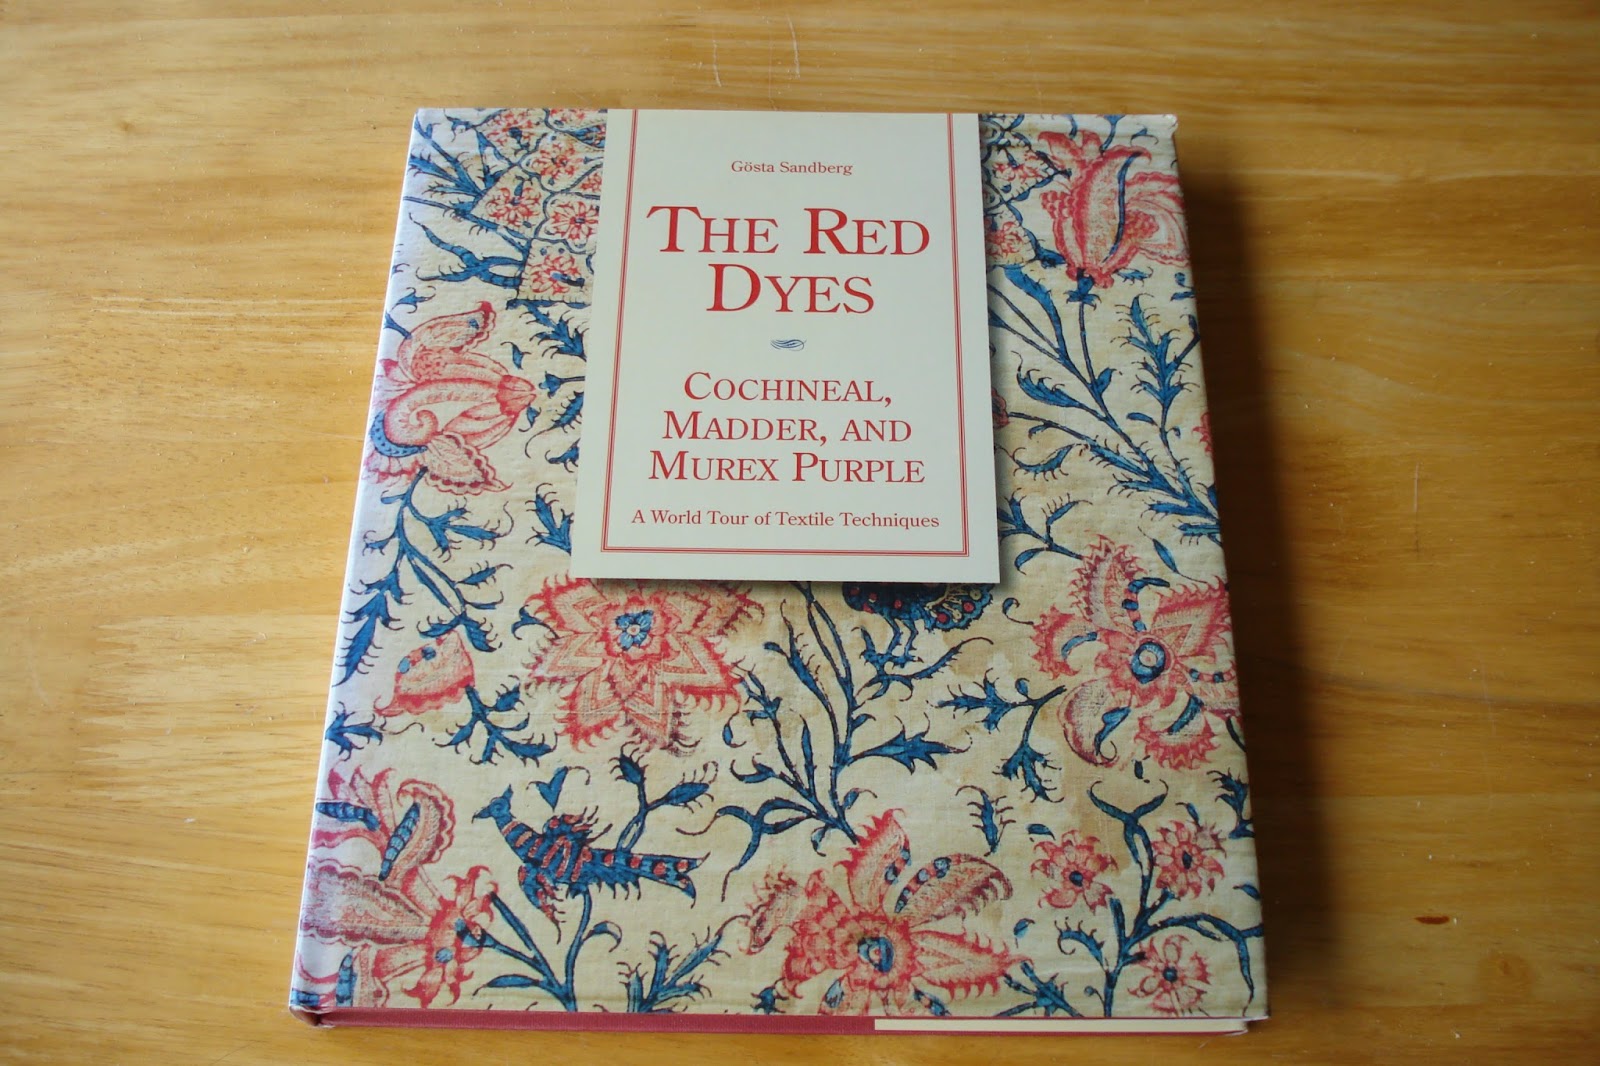 Gösta Sandberg
THE RED
DYES
COCHINEAL,
MADDER, AND
MUREX PURPLE
A World Tour of Textile Techniques